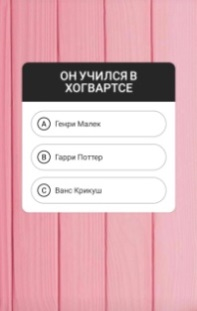 ОН УЧИЛСЯ В
ХОГВАРТСЕ
A Генри Малек
B Гарри Поттер
C Ванс Крикуш